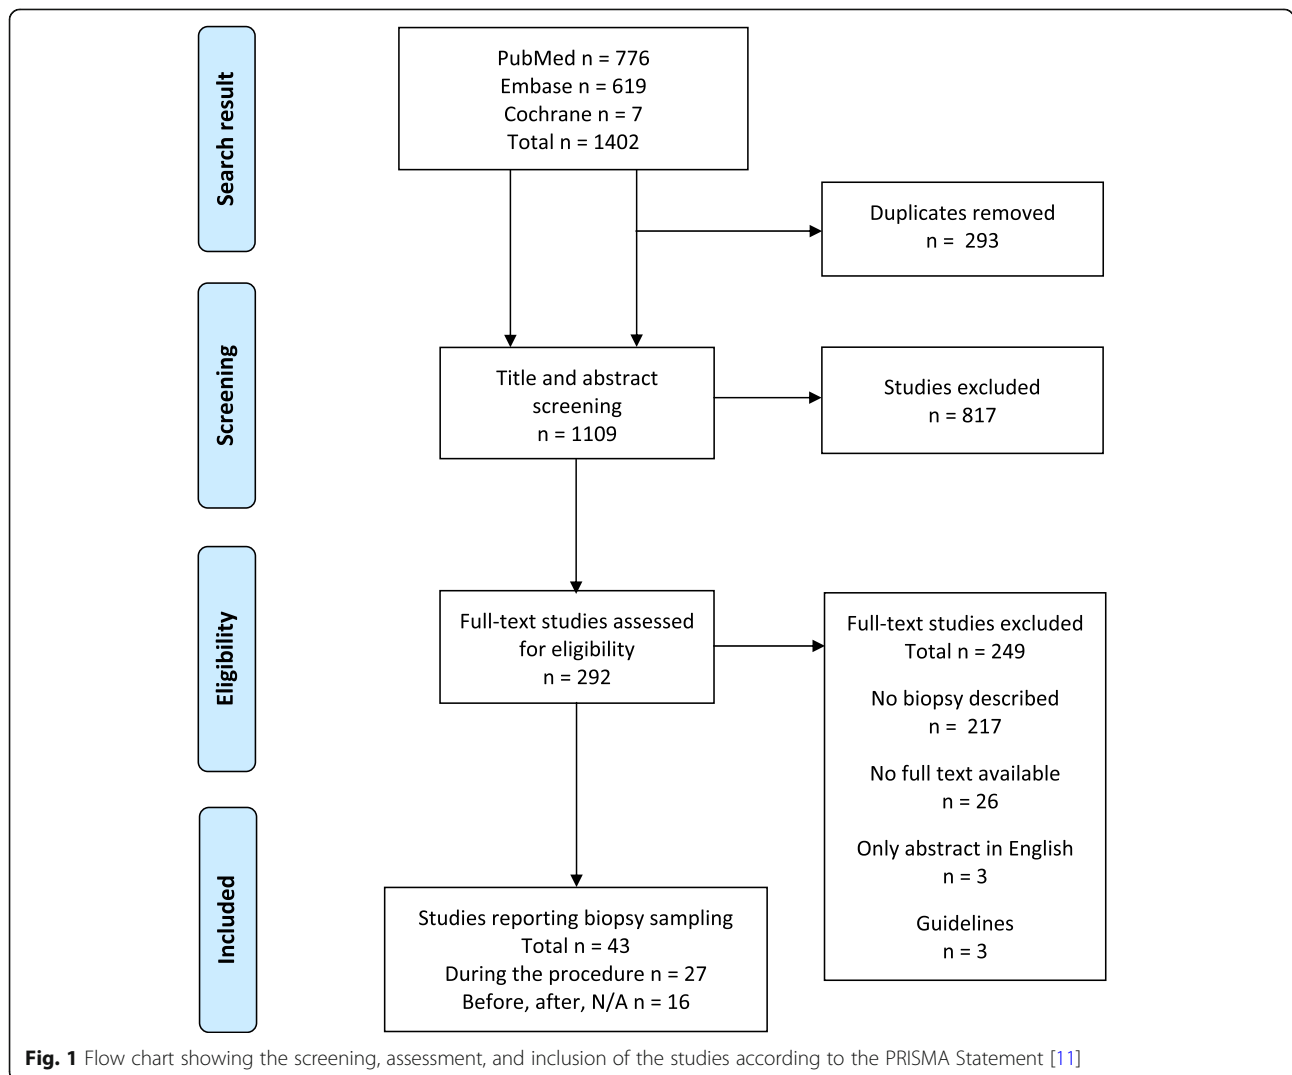 Search result
PubMed n = 776
Embase n = 619
Cochrane n = 7
Total n = 1402
Duplicates removed
n =  293
Screening
Title and abstract
screening
n = 1109
Studies excluded
n = 817
Eligibility
Full-text studies assessed
for eligibility
n = 292
Full-text studies excluded
Total n = 249
No biopsy described
n =  217
No full text available
n = 26
Only abstract in English
n = 3
Guidelines
n = 3
Included
Studies reporting biopsy sampling
Total n = 43
During the procedure n = 27
Before, after, N/A n = 16
Fig. 1 Flow chart showing the screening, assessment, and inclusion of the studies according to the PRISMA Statement [11]